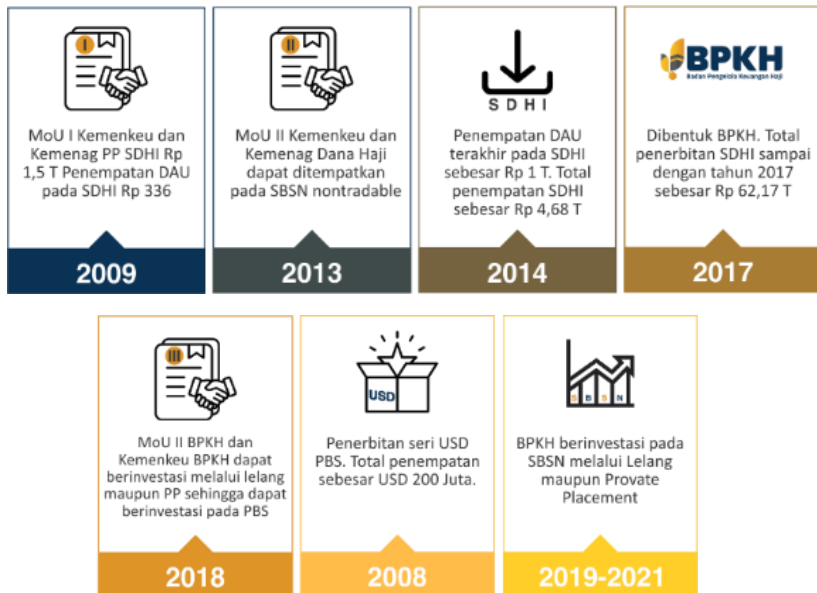 I
MoU I Kemenkeu dan
Kemenag PP SDHI Rp
1,5 T Penempatan DAU
pada SDHI Rp 336
2009
II
MoU II Kemenkeu dan
Kemenag Dana Haji
dapat ditempatkan
pada SBSN nontradable
2013
SDHI
Penempatan DAU
terakhir pada SDHI
sebesar Rp 1 T. Total
penempatan SDHI
sebesar Rp 4,68 T
2014
BPKH
Badan Pengelola Keuangan Haji
Dibentuk BPKH. Total
penerbitan SDHI sampai
dengan tahun 2017
sebesar Rp 62,17 T
2017
III
MoU II BPKH dan
Kemenkeu BPKH dapat
berinvestasi melalui lelang
maupun PP sehingga dapat
berinvestasi pada PBS
2018
USD
Penerbitan seri USD
PBS. Total penempatan
sebesar USD 200 Juta.
2008
S B S N
BPKH berinvestasi pada
SBSN melalui Lelang
maupun Provate
Placement
2019-2021